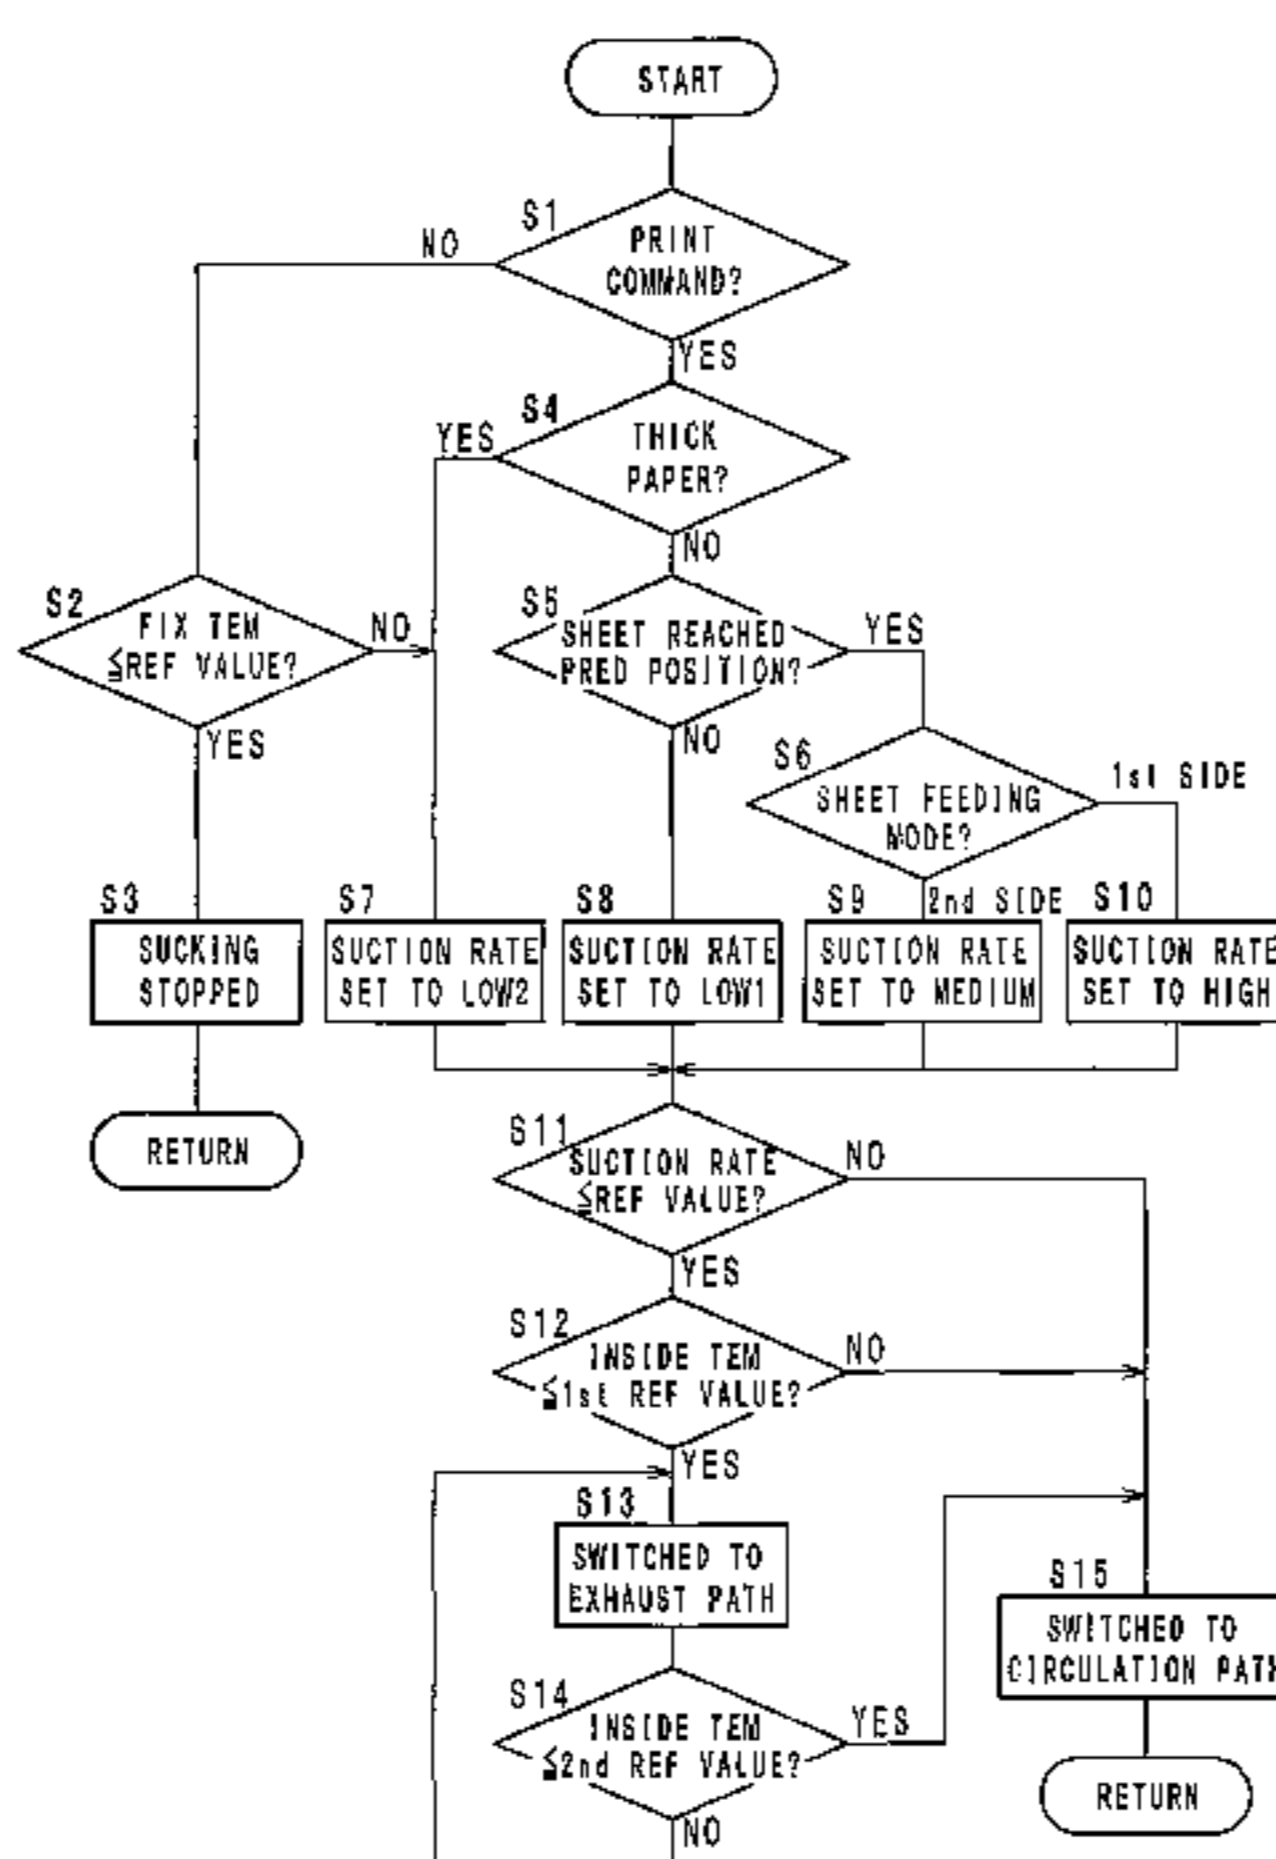 START
S1
PRINT
COMMAND?
NO
YES
S4
THICK
PAPER?
YES
NO
S2
FIX TEM
≦REF VALUE?
NO
YES
S5
SHEET REACHED
PRED POSITION?
YES
NO
S6
SHEET FEEDING
MODE?
1st SIDE
2nd SIDE
S3
SUCKING
STOPPED
S7
SUCTION RATE
SET TO LOW2
S8
SUCTION RATE
SET TO LOW1
S9
SUCTION RATE
SET TO MEDIUM
S10
SUCTION RATE
SET TO HIGH
RETURN
S11
SUCTION RATE
≦REF VALUE?
NO
YES
S12
INSIDE TEM
≦1st REF VALUE?
NO
YES
S13
SWITCHED TO
EXHAUST PATH
S14
INSIDE TEM
≦2nd REF VALUE?
YES
NO
S15
SWITCHED TO
CIRCULATION PATH
RETURN